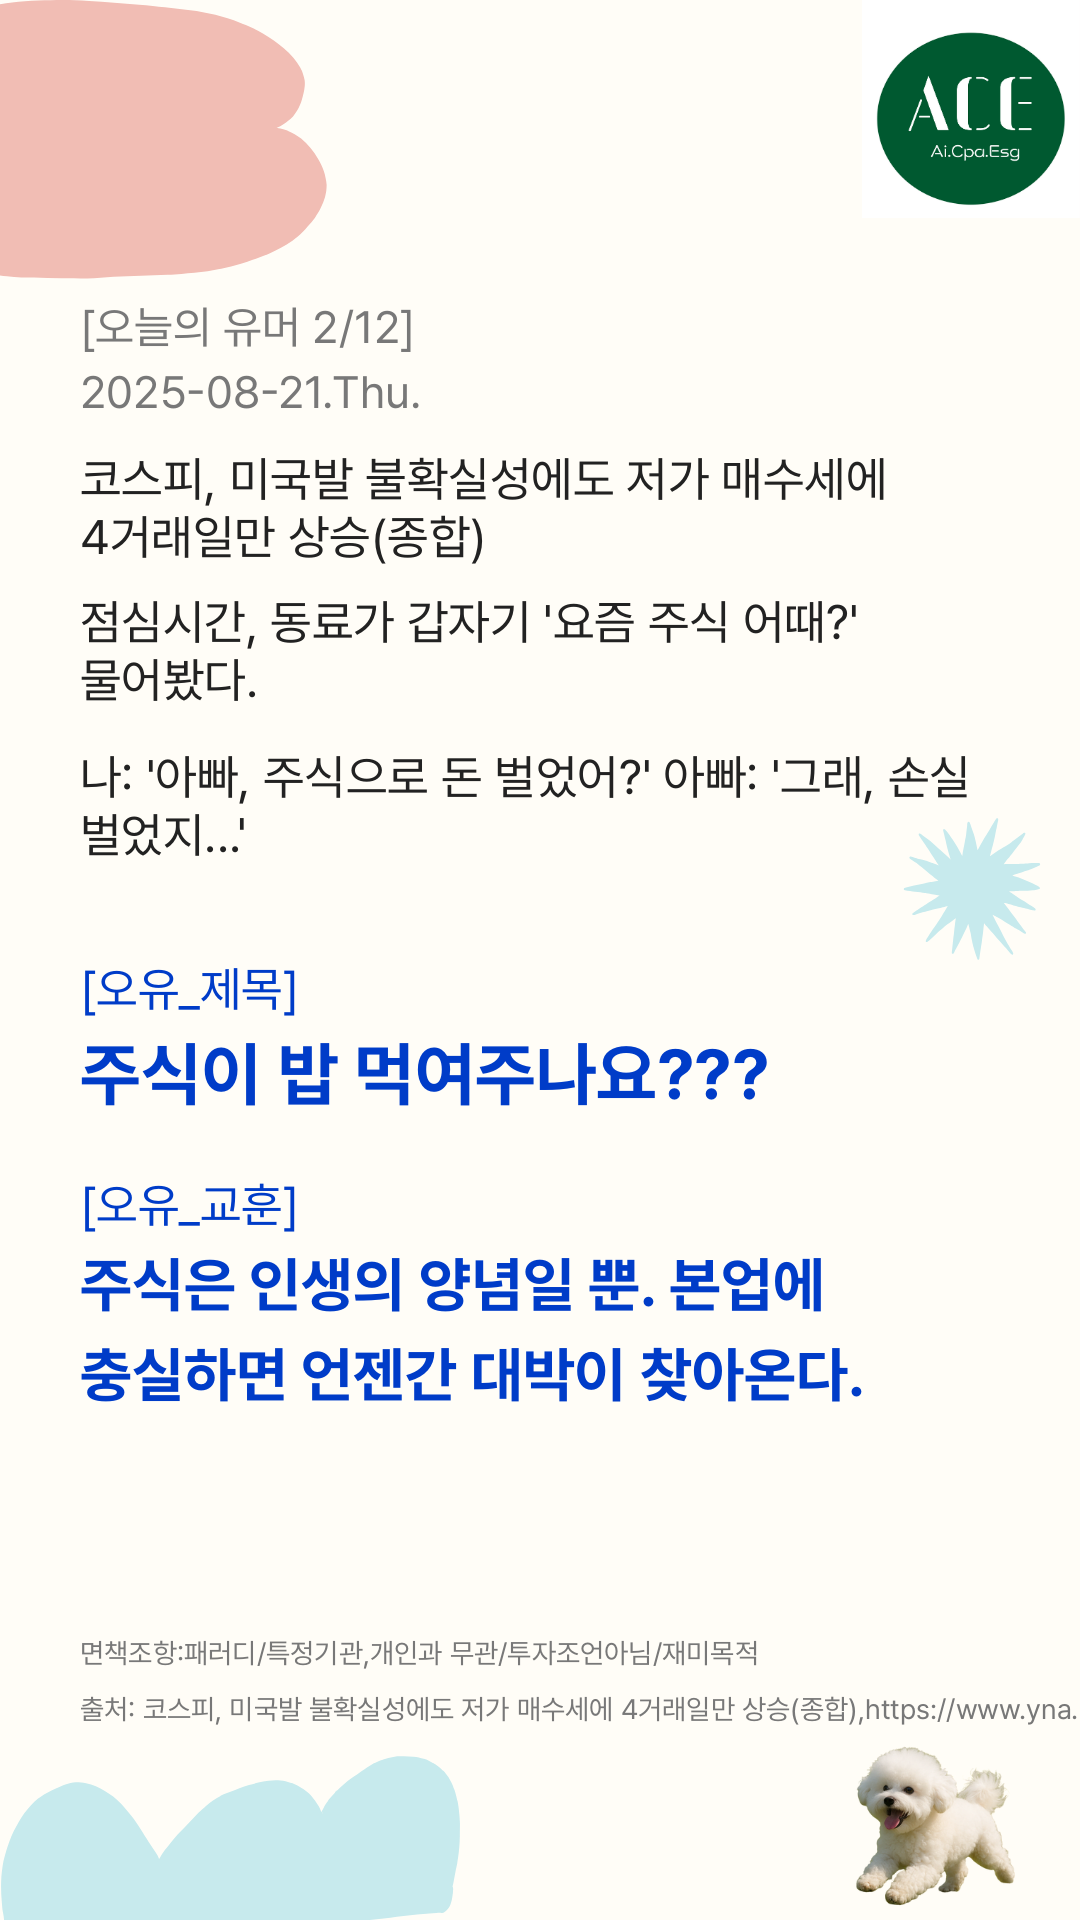 ACE
Ai.Cpa.Esg
[오늘의 유머 2/12]
2025-08-21.Thu.
코스피, 미국발 불확실성에도 저가 매수세에
4거래일만 상승(종합)
점심시간, 동료가 갑자기 '요즘 주식 어때?'
물어봤다.
나: '아빠, 주식으로 돈 벌었어?' 아빠: '그래, 손실
벌었지...'
[오유_제목]
주식이 밥 먹여주나요???
[오유_교훈]
주식은 인생의 양념일 뿐. 본업에
충실하면 언젠간 대박이 찾아온다.
면책조항:패러디/특정기관,개인과 무관/투자조언아님/재미목적
출처: 코스피, 미국발 불확실성에도 저가 매수세에 4거래일만 상승(종합),https://www.yna.